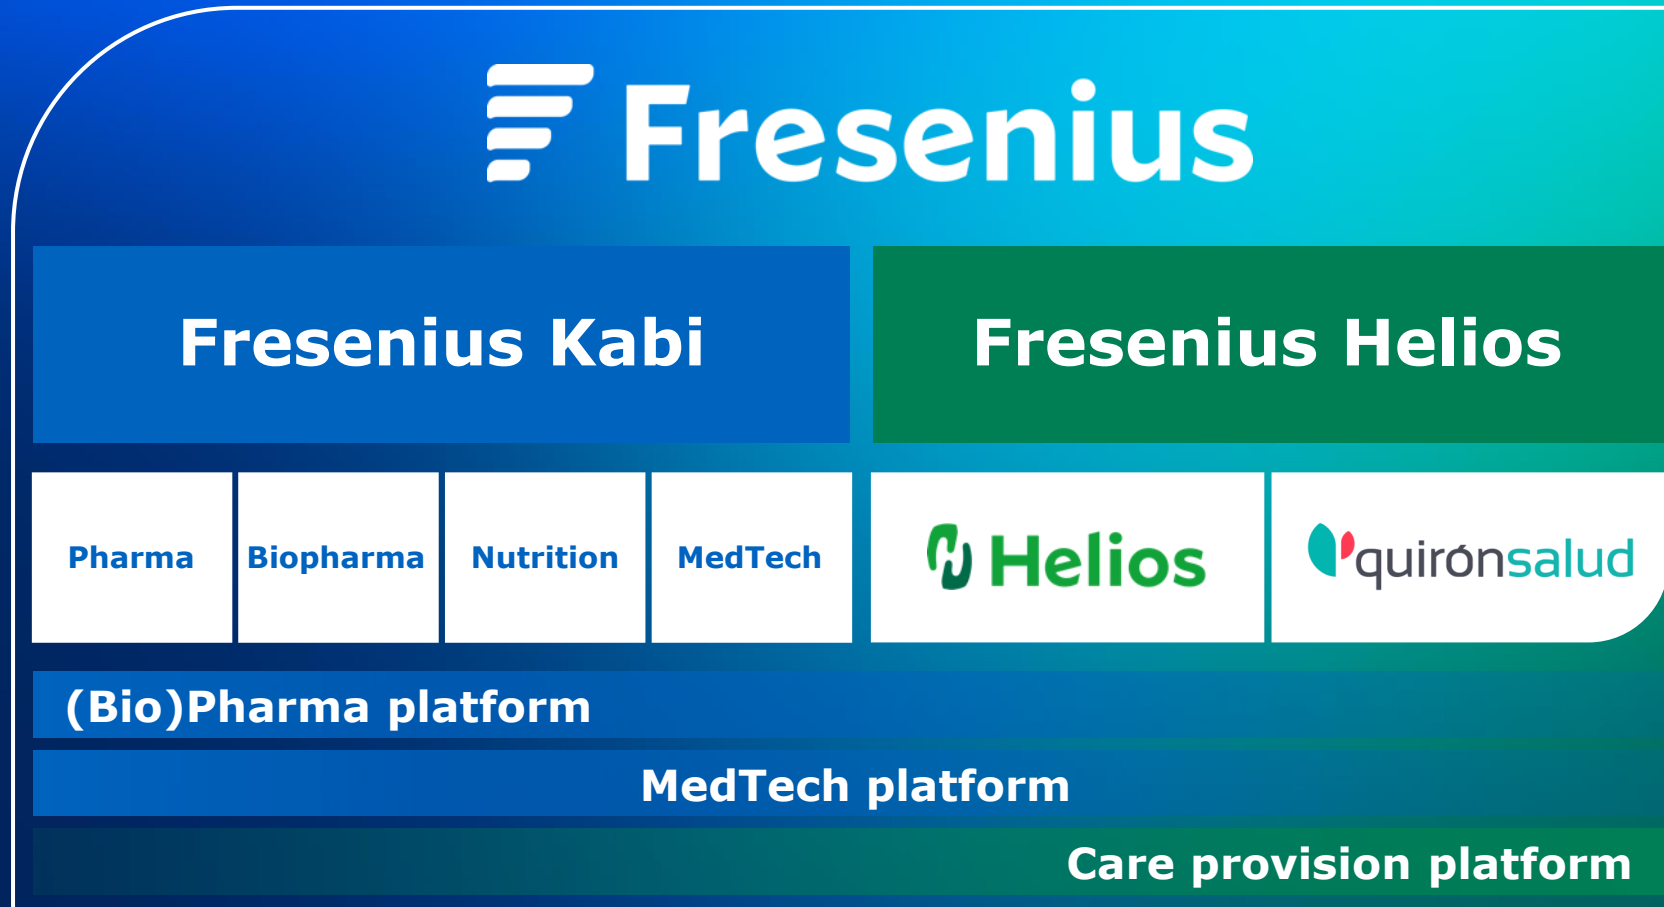 Fresenius
Fresenius Kabi
Fresenius Helios
Pharma
Biopharma
Nutrition
MedTech
Helios
quirónsalud
(Bio)Pharma platform
MedTech platform
Care provision platform